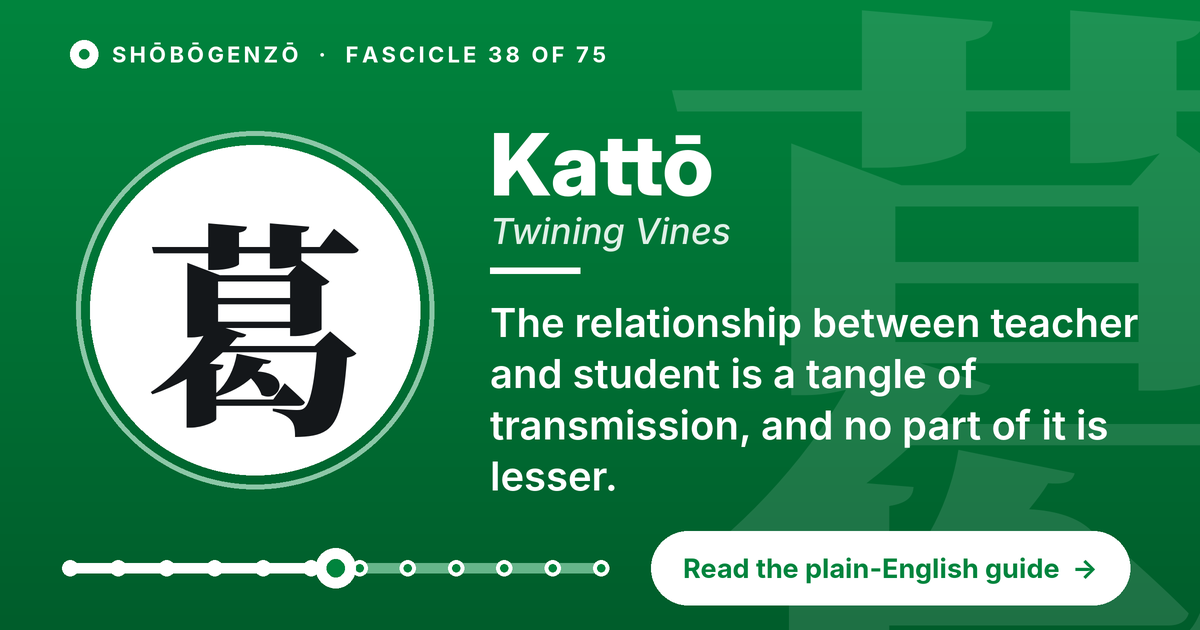 SHŌBŌGENZŌ · FASCICLE 38 OF 75
葛
Kattō
Twining Vines
The relationship between teacher
and student is a tangle of
transmission, and no part of it is
lesser.
Read the plain-English guide →